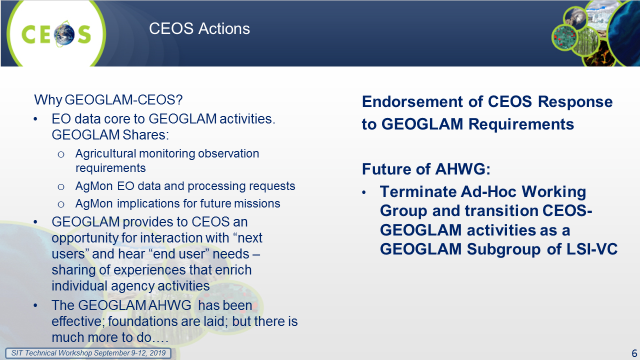 CEOS
CEOS Actions
Why GEOGLAM-CEOS?
• EO data core to GEOGLAM activities.
GEOGLAM Shares:
o Agricultural monitoring observation
requirements
o AgMon EO data and processing requests
o AgMon implications for future missions
• GEOGLAM provides to CEOS an
opportunity for interaction with “next
users” and hear “end user” needs –
sharing of experiences that enrich
individual agency activities
• The GEOGLAM AHWG has been
effective; foundations are laid; but there is
much more to do….
Endorsement of CEOS Response
to GEOGLAM Requirements
Future of AHWG:
• Terminate Ad-Hoc Working
Group and transition CEOS-
GEOGLAM activities as a
GEOGLAM Subgroup of LSI-VC
SIT Technical Workshop September 9-12, 2019
6